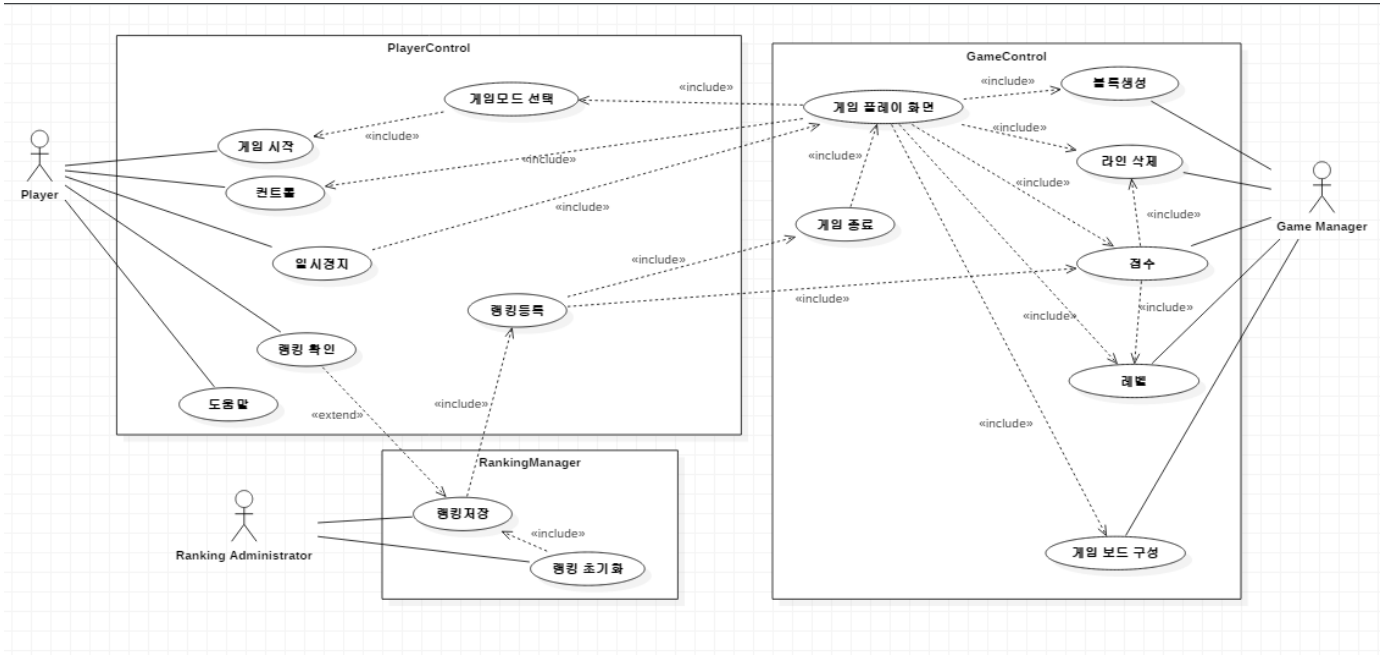 PlayerControl
GameControl
게임모드 선택
«include»
게임 플레이 화면
«include»
블록생성
게임 시작
«include»
컨트롤
«include»
«include»
라인 삭제
Player
«include»
«include»
Game Manager
일시정지
«include»
게임 종료
«include»
점수
«include»
랭킹등록
«include»
«include»
«include»
랭킹 확인
레벨
도움말
«extend»
«include»
«include»
RankingManager
랭킹저장
«include»
Ranking Administrator
랭킹 초기화
게임 보드 구성